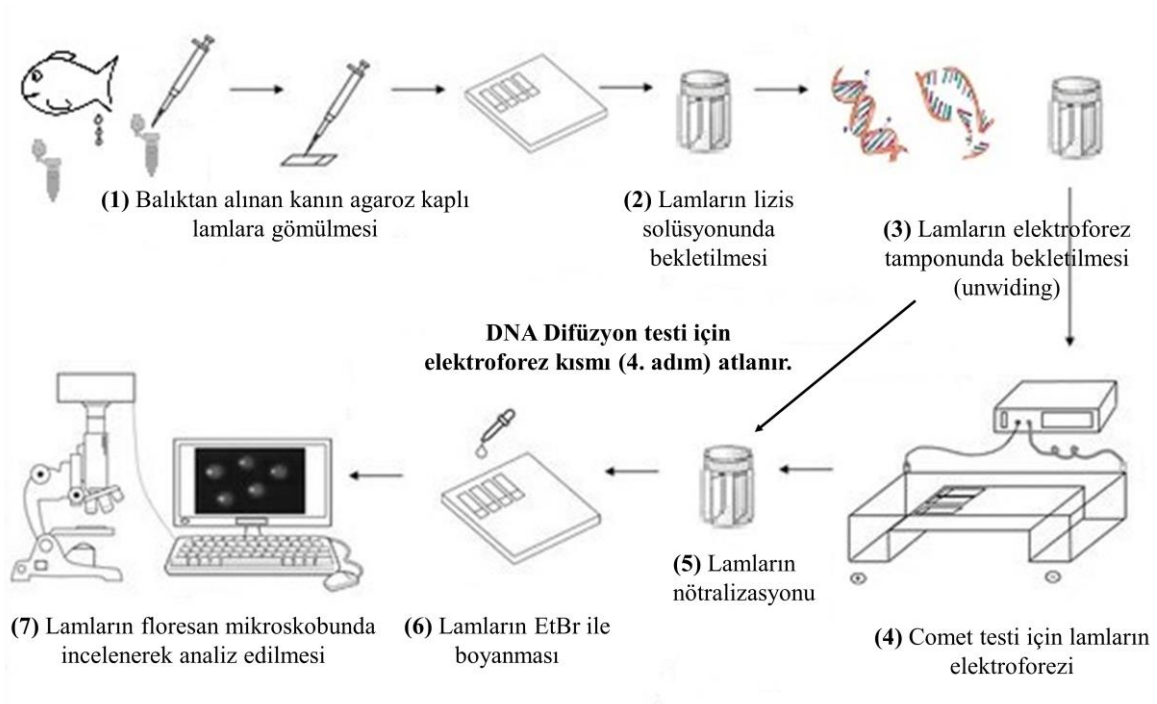 (1) Balıktan alınan kanın agaroz kaplı
lamlara gömülmesi
(2) Lamların lizis
solüsyonunda
bekletilmesi
(3) Lamların elektroforez
tamponunda bekletilmesi
(unwiding)
DNA Difüzyon testi için
elektroforez kısmı (4. adım) atlanır.
(4) Comet testi için lamların
elektroforezi
(5) Lamların
nötralizasyonu
(6) Lamların EtBr ile
boyanması
(7) Lamların floresan mikroskobunda
incelenerek analiz edilmesi